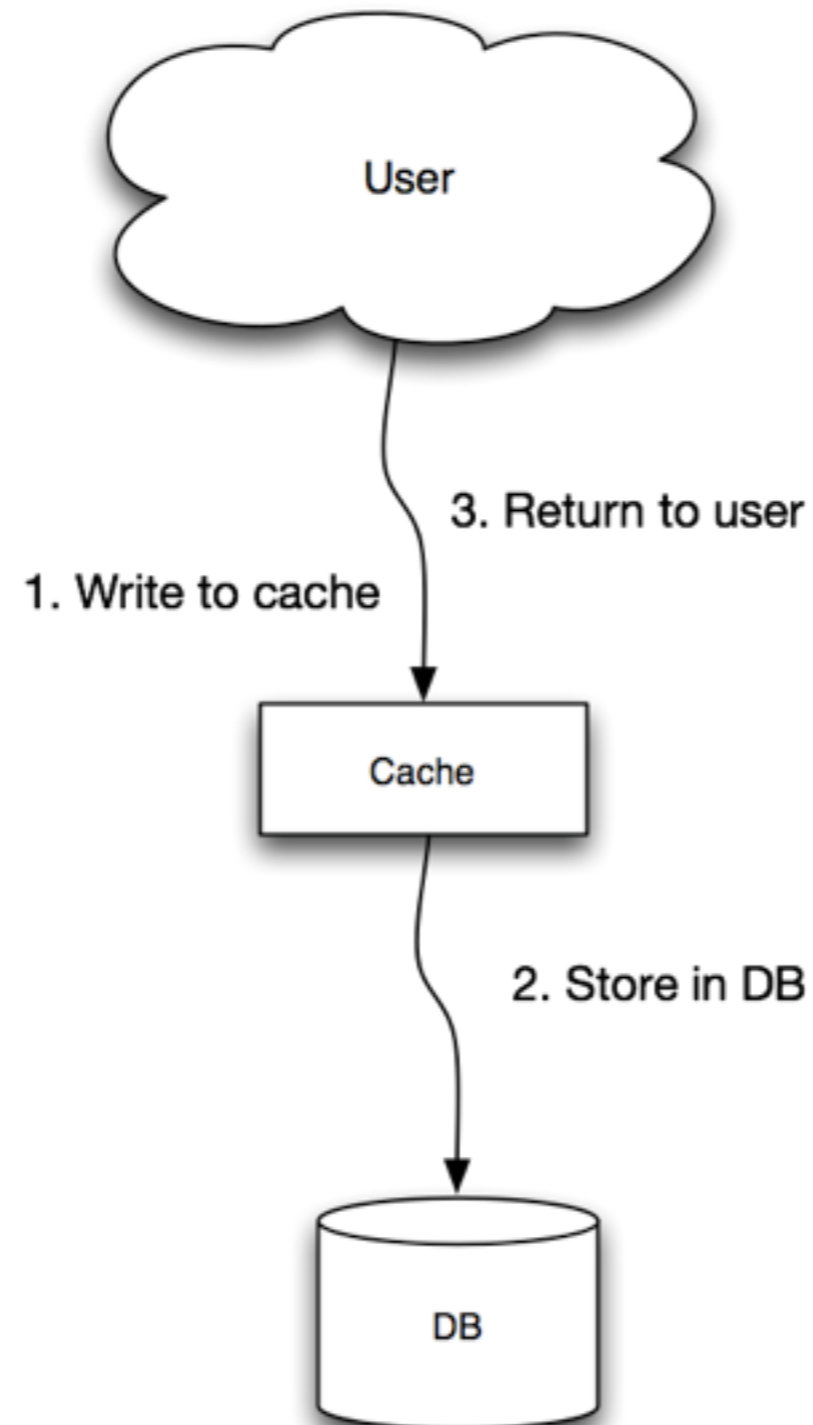 User
3. Return to user
1. Write to cache
Cache
2. Store in DB
DB